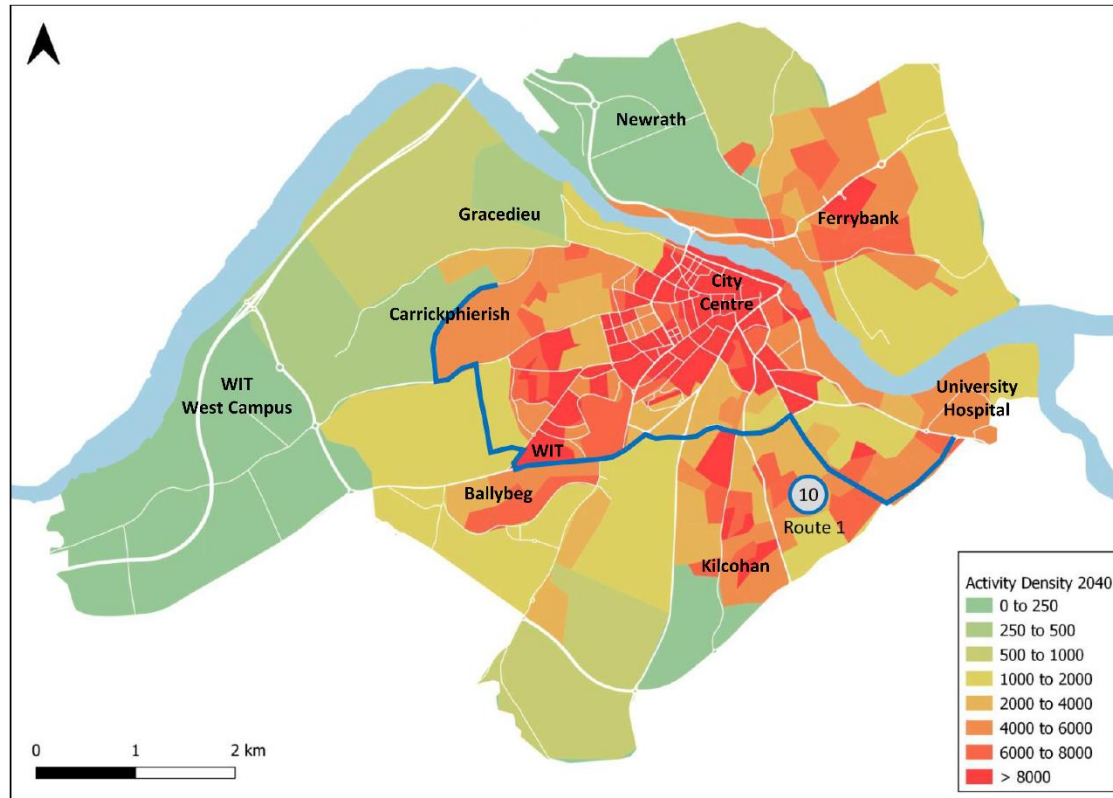 Newrath
Gracedieu
Ferrybank
City
Centre
Carrickphierish
WIT
West Campus
University
Hospital
WIT
Ballybeg
10
Route 1
Kilcohan
Activity Density 2040
0 to 250
250 to 500
500 to 1000
1000 to 2000
2000 to 4000
4000 to 6000
6000 to 8000
> 8000
0 1 2 km